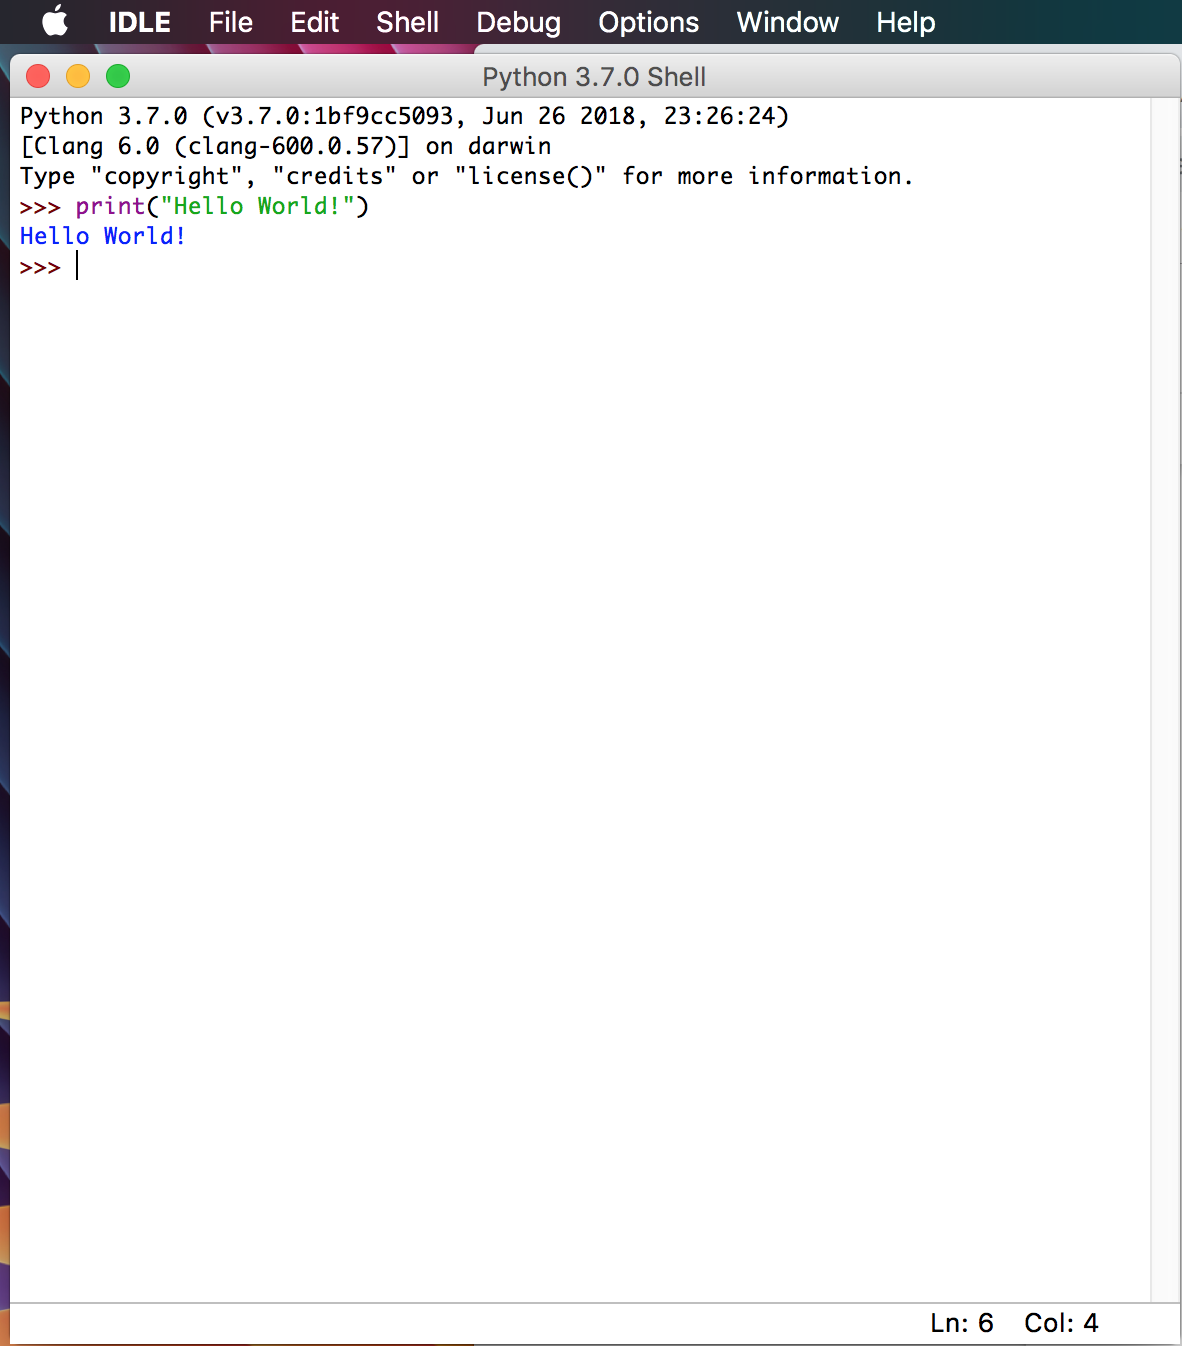 IDLE File Edit Shell Debug Options Window Help
Python 3.7.0 Shell
Python 3.7.0 (v3.7.0:1bf9cc5093, Jun 26 2018, 23:26:24)
[Clang 6.0 (clang-600.0.57)] on darwin
Type "copyright", "credits" or "license()" for more information.
>>> print("Hello World!")
Hello World!
>>>
Ln: 6 Col: 4